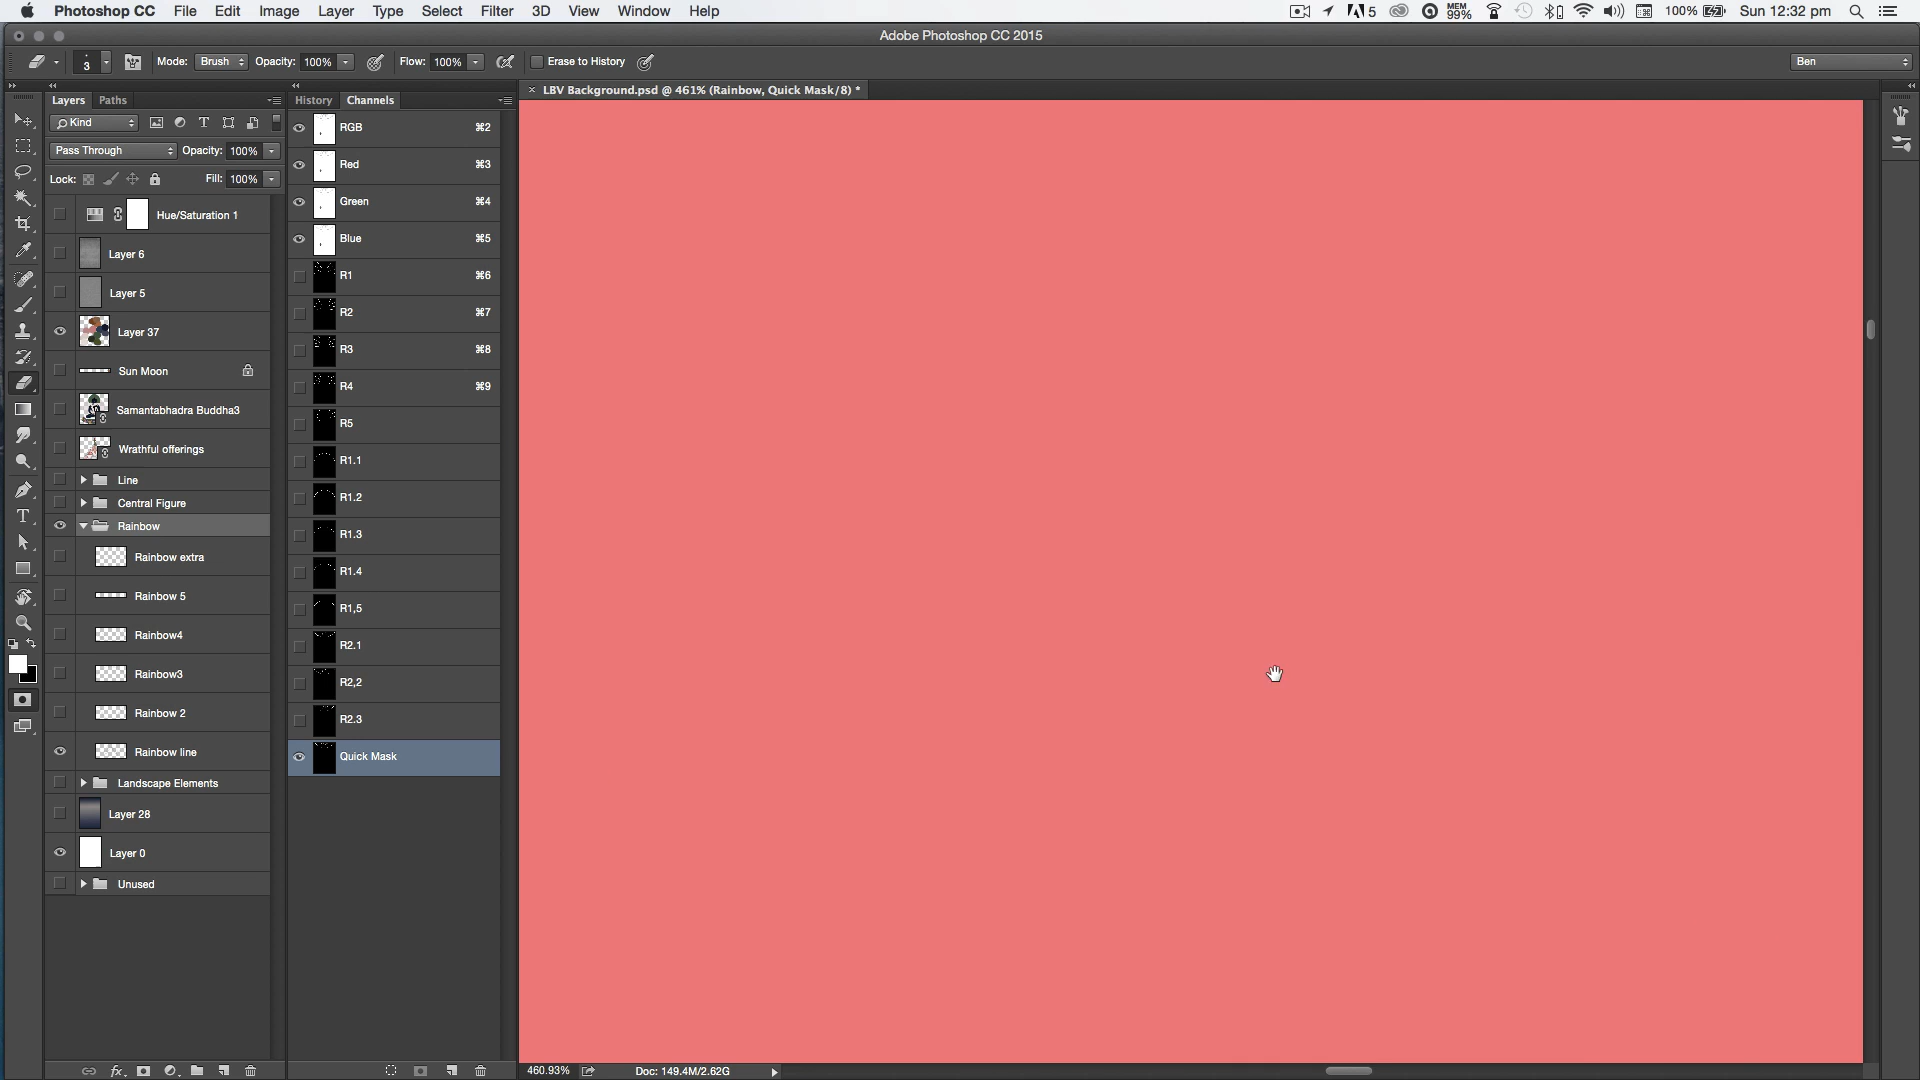 Photoshop CC File Edit Image Layer Type Select Filter 3D View Window Help 5 MEM 99% 100% Sun 12:32 pm
Adobe Photoshop CC 2015
3 Mode: Brush Opacity: 100% Flow: 100% Erase to History Ben
Layers Paths History Channels × LBV Background.psd @ 461% (Rainbow, Quick Mask/8) *
Kind
Pass Through Opacity: 100%
Lock: Fill: 100%
Hue/Saturation 1
Layer 6
Layer 5
Layer 37
Sun Moon
Samantabhadra Buddha3
Wrathful offerings
Line
Central Figure
Rainbow
Rainbow extra
Rainbow 5
Rainbow4
Rainbow3
Rainbow 2
Rainbow line
Landscape Elements
Layer 28
Layer 0
Unused
RGB ⌘2
Red ⌘3
Green ⌘4
Blue ⌘5
R1 ⌘6
R2 ⌘7
R3 ⌘8
R4 ⌘9
R5
R1.1
R1.2
R1.3
R1.4
R1,5
R2.1
R2,2
R2.3
Quick Mask
fx
460.93% Doc: 149.4M/2.62G